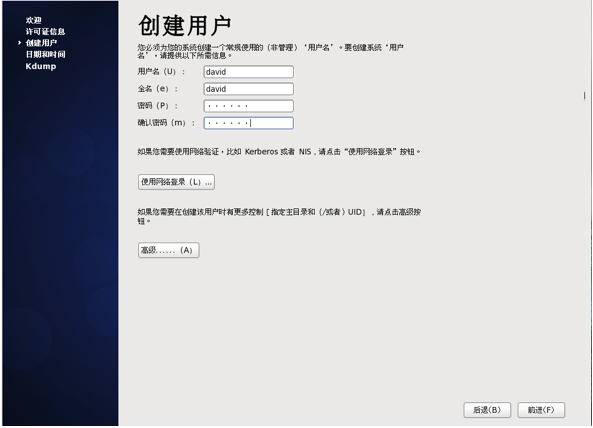 欢迎
许可证信息
创建用户
日期和时间
Kdump
创建用户
您必须为您的系统创建一个常规使用的（非管理）‘用户名’。要创建系统‘用户
名’，请提供以下所需信息。
用户名（U）： david
全名（e）： david
密码（P）： ••••••
确认密码（m）： ••••••
如果您需要使用网络验证，比如 Kerberos 或者 NIS，请点击“使用网络登录”按钮。
使用网络登录（L）...
如果您需要在创建该用户时有更多控制［指定主目录和（/或者）UID］，请点击高级按
钮。
高级……（A）
后退(B)
前进(F)